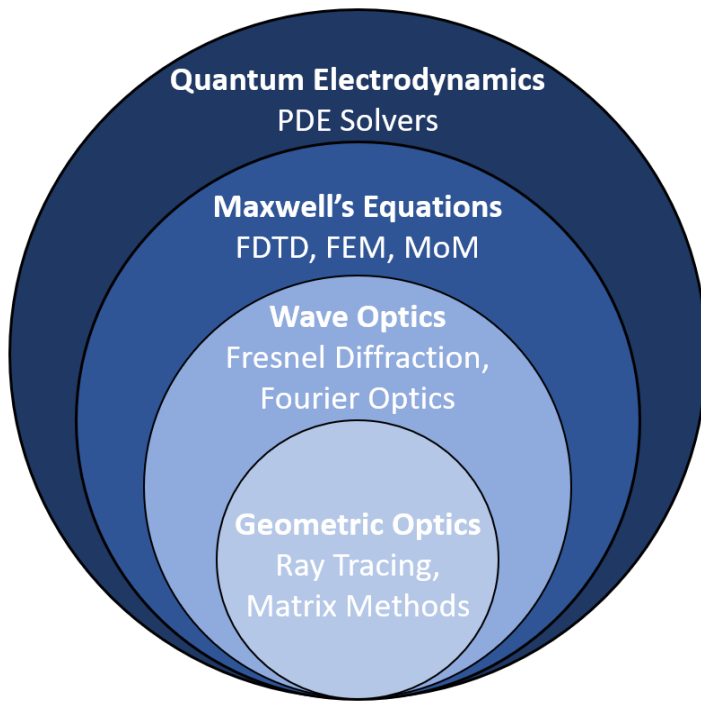 Quantum Electrodynamics
PDE Solvers
Maxwell’s Equations
FDTD, FEM, MoM
Wave Optics
Fresnel Diffraction,
Fourier Optics
Geometric Optics
Ray Tracing,
Matrix Methods